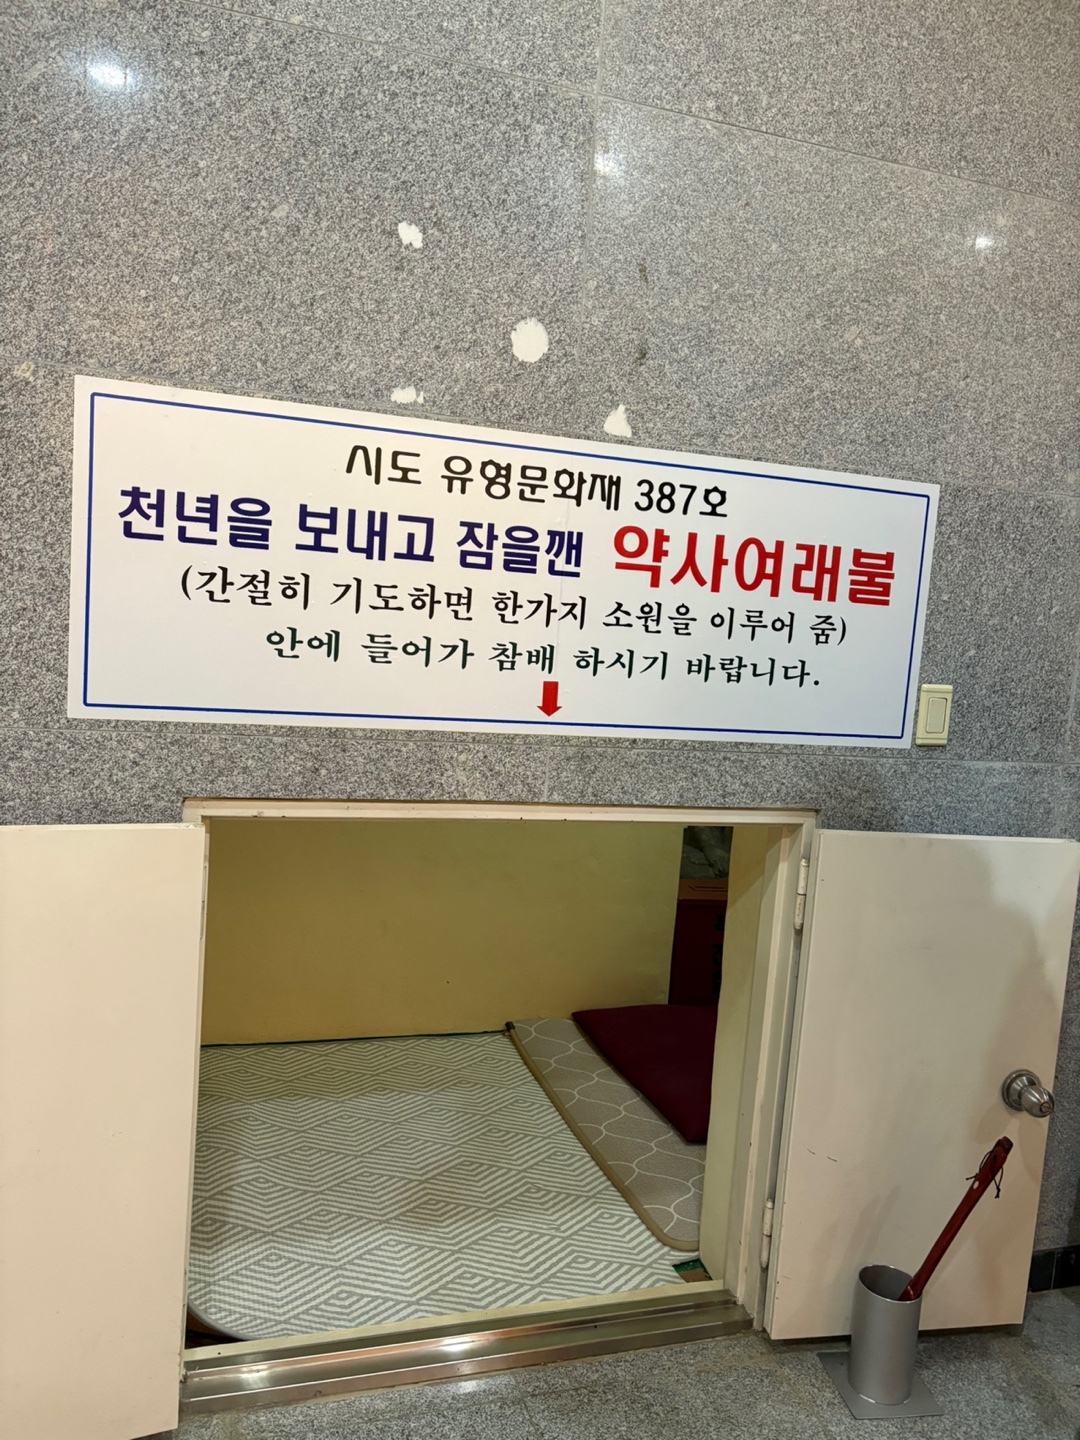 시도 유형문화재 387호
천년을 보내고 잠을깬 약사여래불
(간절히 기도하면 한가지 소원을 이루어 줌)
안에 들어가 참배 하시기 바랍니다.